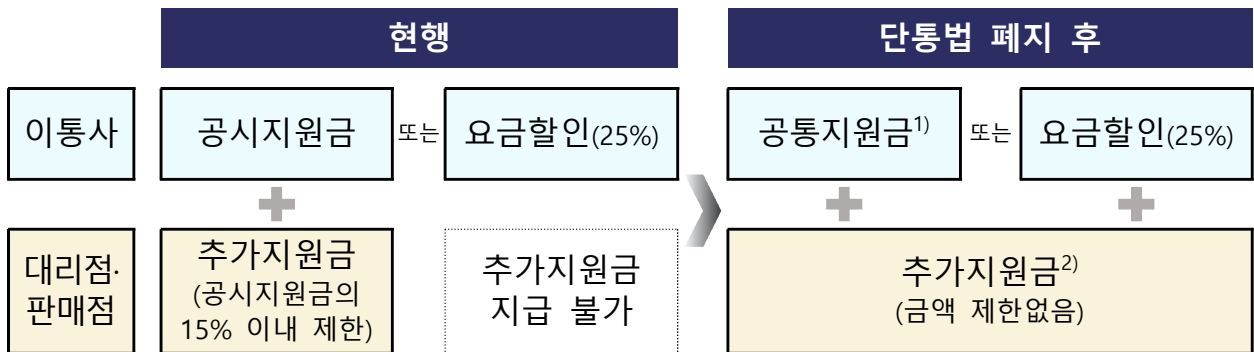 현행
단통법 폐지 후
이통사
공시지원금
또는
요금할인(25%)
공통지원금1)
또는
요금할인(25%)
대리점·
판매점
추가지원금
(공시지원금의
15% 이내 제한)
추가지원금
지급 불가
추가지원금2)
(금액 제한없음)